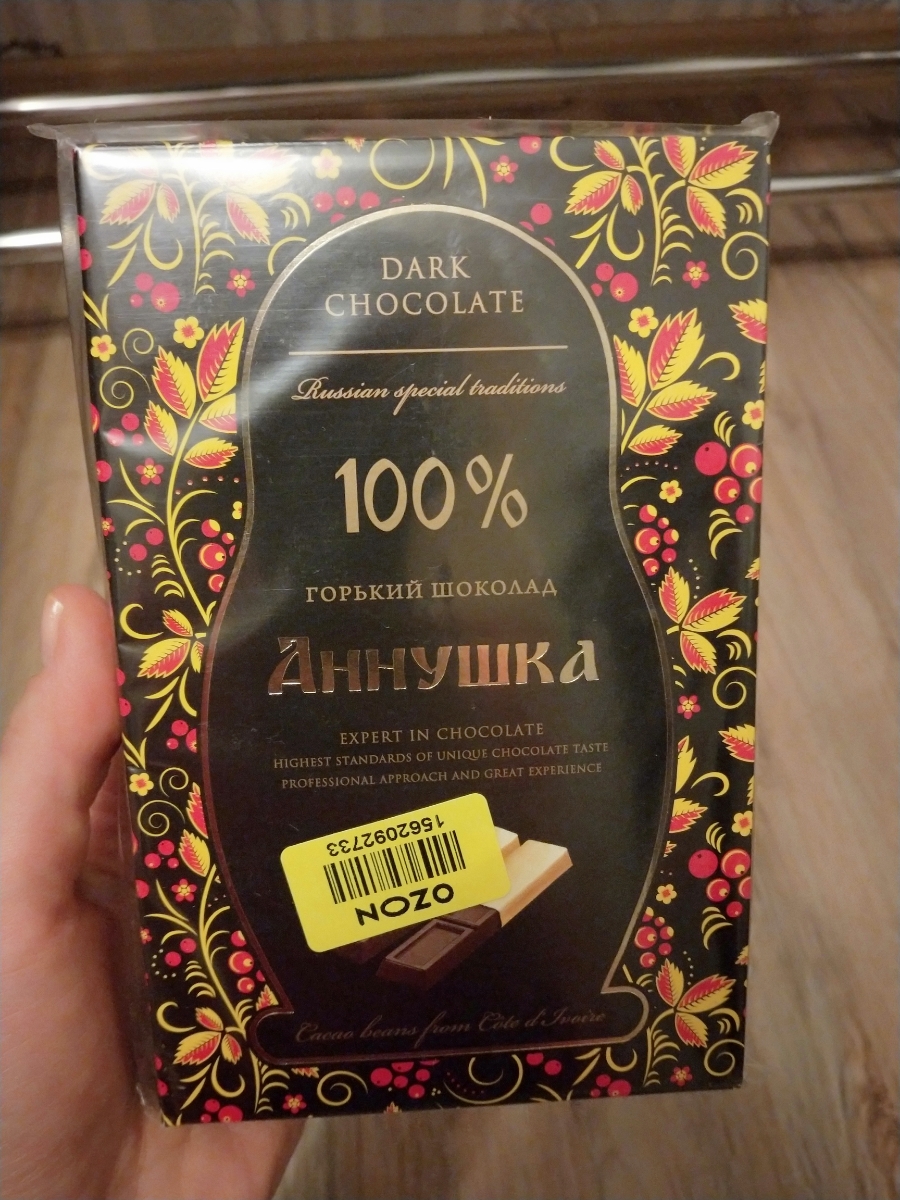 DARK
CHOCOLATE
Russian special traditions
100%
ГОРЬКИЙ ШОКОЛАД
Аннушка
EXPERT IN CHOCOLATE
HIGHEST STANDARDS OF UNIQUE CHOCOLATE TASTE
PROFESSIONAL APPROACH AND GREAT EXPERIENCE
OZON
1562092733
Cacao beans from Côte d'Ivoire